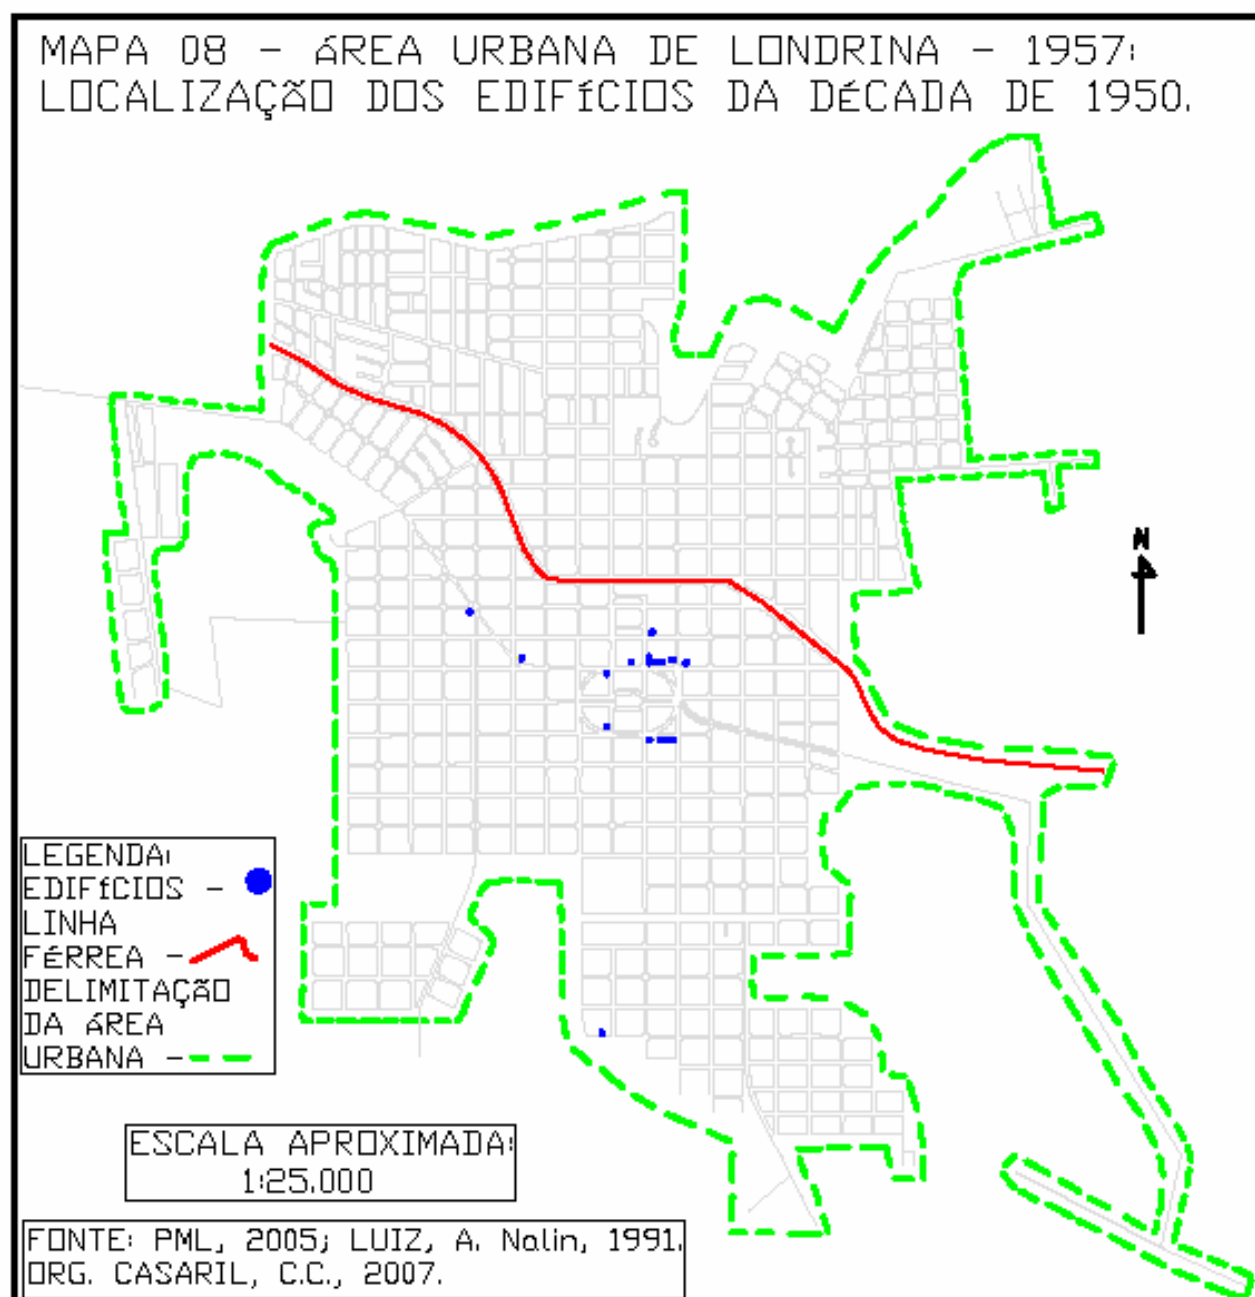 MAPA 08 - áREA URBANA DE LONDRINA - 1957:
LOCALIZAÇãO DOS EDIFíCIOS DA DéCADA DE 1950.
N
LEGENDA:
EDIFíCIOS -
LINHA
FéRREA -
DELIMITAÇãO
DA áREA
URBANA -
ESCALA APROXIMADA:
1:25.000
FONTE: PML, 2005; LUIZ, A. Nalin, 1991.
ORG. CASARIL, C.C., 2007.